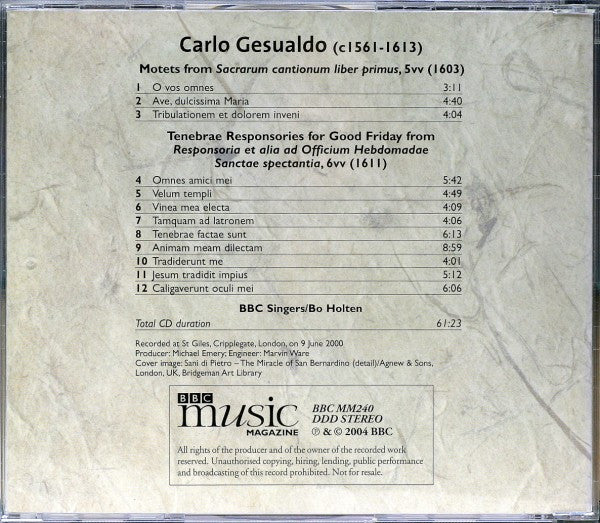 Carlo Gesualdo (c1561-1613)
Motets from Sacrarum cantionum liber primus, 5vv (1603)
1 O vos omnes 3:11
2 Ave, dulcissima Maria 4:40
3 Tribulationem et dolorem inveni 4:04
Tenebrae Responsories for Good Friday from
Responsoria et alia ad Officium Hebdomadae
Sanctae spectantia, 6vv (1611)
4 Omnes amici mei 5:42
5 Velum templi 4:49
6 Vinea mea electa 4:09
7 Tamquam ad latronem 4:06
8 Tenebrae factae sunt 6:13
9 Animam meam dilectam 8:59
10 Tradiderunt me 4:01
11 Jesum tradidit impius 5:12
12 Caligaverunt oculi mei 6:06
BBC Singers/Bo Holten
Total CD duration 61:23
Recorded at St Giles, Cripplegate, London, on 9 June 2000
Producer: Michael Emery; Engineer: Marvin Ware
Cover image: Sani di Pietro – The Miracle of San Bernardino (detail)/Agnew & Sons,
London, UK, Bridgeman Art Library
BBC
music
MAGAZINE
BBC MM240
DDD STEREO
℗ & © 2004 BBC
All rights of the producer and of the owner of the recorded work
reserved. Unauthorised copying, hiring, lending, public performance
and broadcasting of this record prohibited. Not for resale.